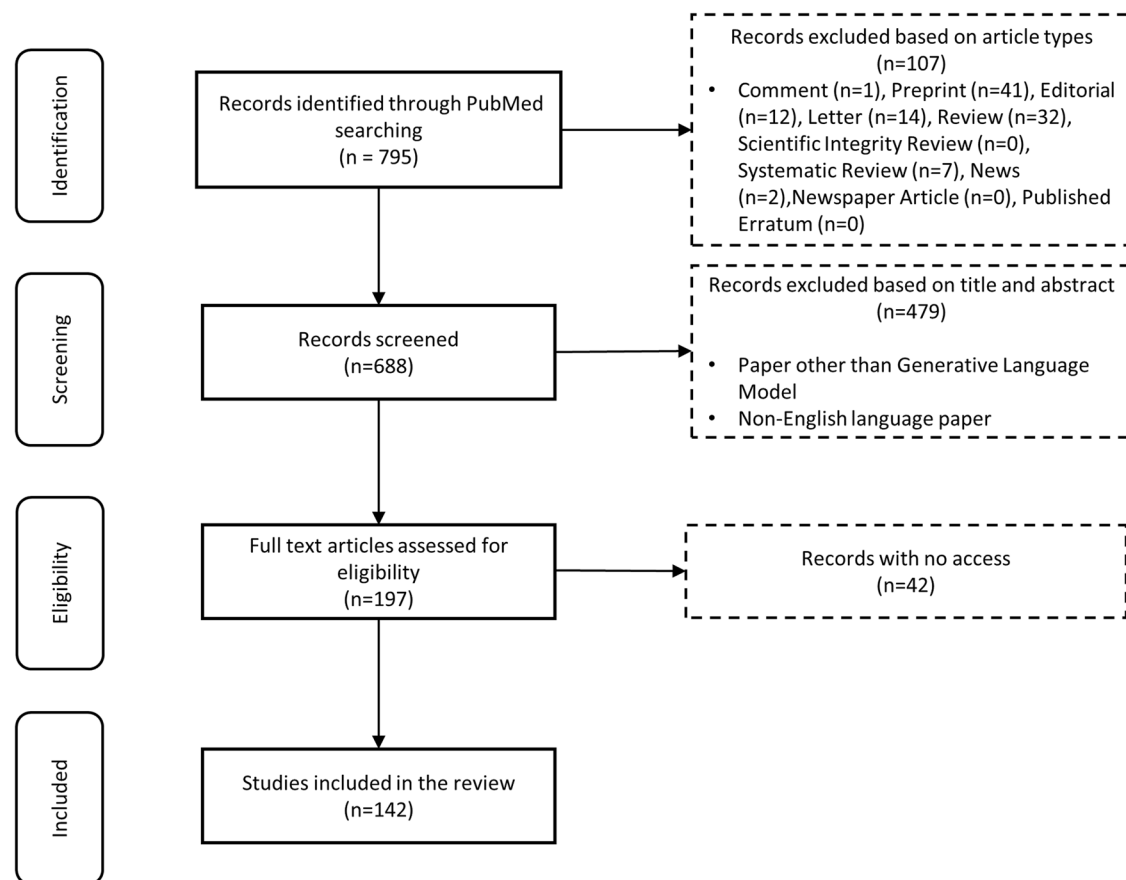 Identification
Records identified through PubMed
searching
(n = 795)
Records excluded based on article types
(n=107)
• Comment (n=1), Preprint (n=41), Editorial
(n=12), Letter (n=14), Review (n=32),
Scientific Integrity Review (n=0),
Systematic Review (n=7), News
(n=2),Newspaper Article (n=0), Published
Erratum (n=0)
Screening
Records screened
(n=688)
Records excluded based on title and abstract
(n=479)
• Paper other than Generative Language
Model
• Non-English language paper
Eligibility
Full text articles assessed for
eligibility
(n=197)
Records with no access
(n=42)
Included
Studies included in the review
(n=142)